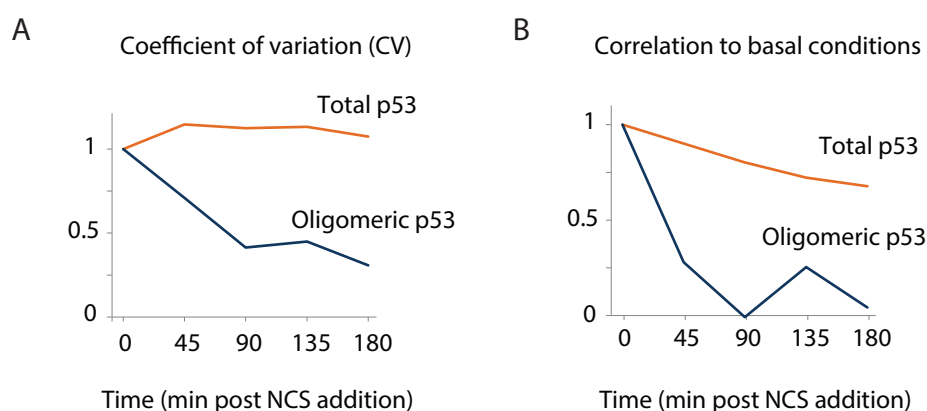 A
Coefficient of variation (CV)
Total p53
1
Oligomeric p53
0.5
0
0 45 90 135 180
Time (min post NCS addition)
B
Correlation to basal conditions
1
Total p53
0.5
Oligomeric p53
0
0 45 90 135 180
Time (min post NCS addition)